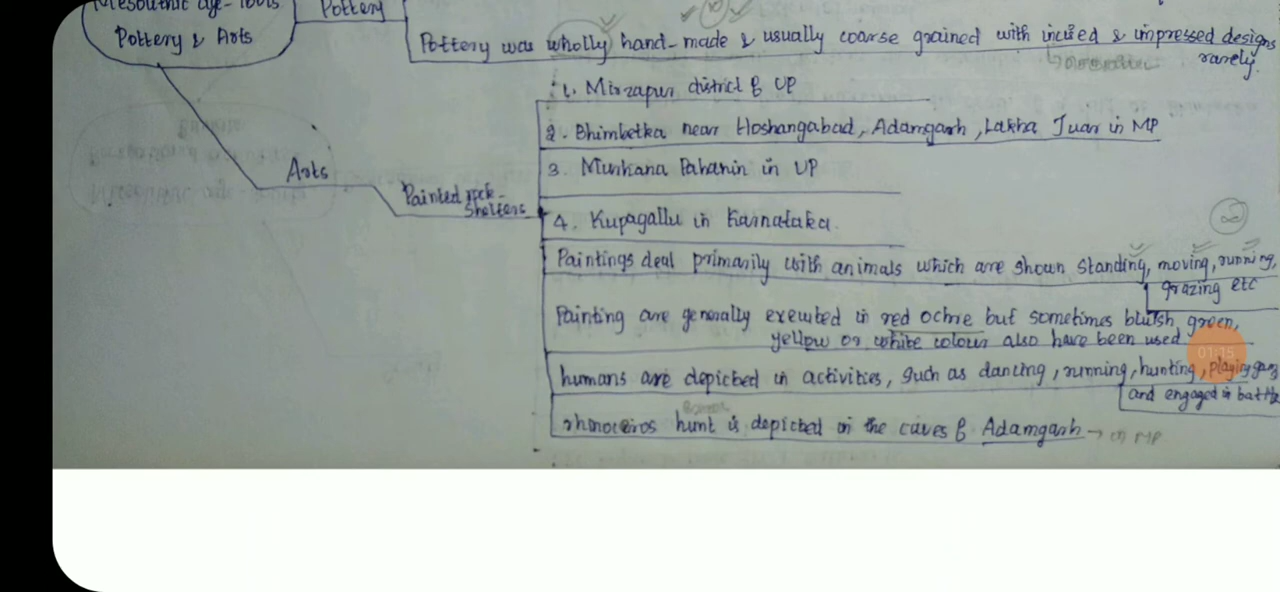 Mesolithic age-Tools
Pottery & Arts
Pottery
Pottery was wholly hand-made & usually coarse grained with incised & impressed designs
rarely.
1. Mirzapur district of UP
2. Bhimbetka near Hoshangabad, Adamgarh, Lakha Juar in MP
3. Murhana Paharin in UP
Arts
Painted rock-
shelters
4. Kupagallu in Karnataka.
Paintings deal primarily with animals which are shown standing, moving, running,
grazing etc
Painting are generally executed in red ochre but sometimes bluish green,
yellow or white colour also have been used
01:15
humans are depicted in activities, such as dancing, running, hunting, playing
and engaged in battle
rhinoceros hunt is depicted in the caves of Adamgarh → in MP